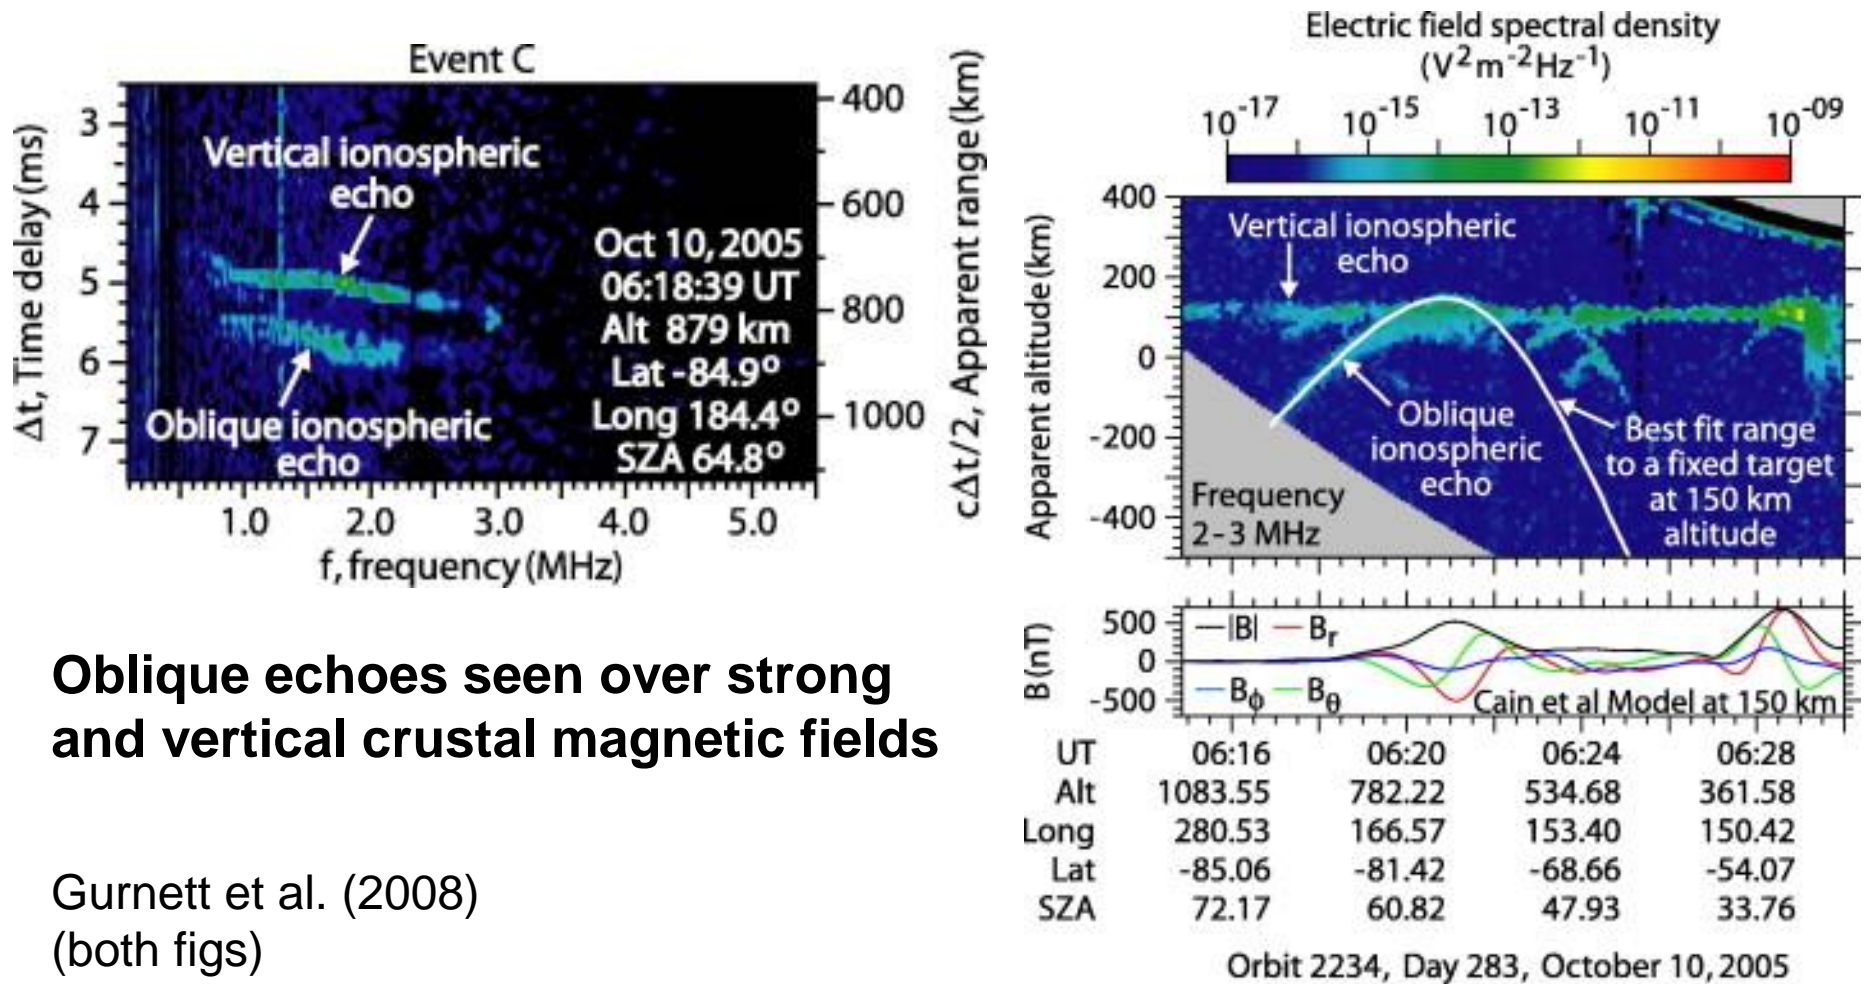 Event C
Δt, Time delay (ms)
3
4
5
6
7
Vertical ionospheric
echo
Oblique ionospheric
echo
Oct 10, 2005
06:18:39 UT
Alt 879 km
Lat -84.9°
Long 184.4°
SZA 64.8°
400
600
800
1000
cΔt/2, Apparent range (km)
1.0 2.0 3.0 4.0 5.0
f, frequency (MHz)
Oblique echoes seen over strong
and vertical crustal magnetic fields
Gurnett et al. (2008)
(both figs)
Electric field spectral density
(V²m⁻²Hz⁻¹)
10⁻¹⁷ 10⁻¹⁵ 10⁻¹³ 10⁻¹¹ 10⁻⁰⁹
Apparent altitude (km)
400
200
0
-200
-400
Vertical ionospheric
echo
Oblique
ionospheric
echo
Best fit range
to a fixed target
at 150 km
altitude
Frequency
2-3 MHz
B (nT)
500
0
-500
|B| Br
Bϕ Bθ
Cain et al Model at 150 km
UT 06:16 06:20 06:24 06:28
Alt 1083.55 782.22 534.68 361.58
Long 280.53 166.57 153.40 150.42
Lat -85.06 -81.42 -68.66 -54.07
SZA 72.17 60.82 47.93 33.76
Orbit 2234, Day 283, October 10, 2005